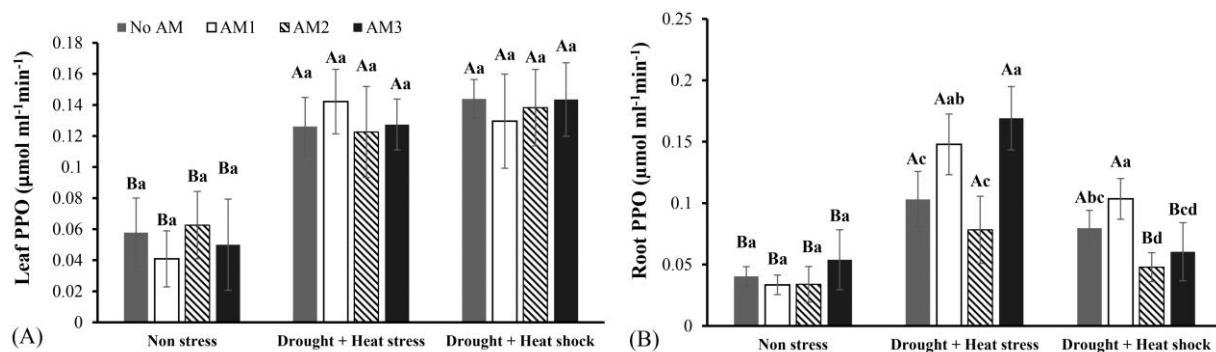 No AM AM1 AM2 AM3
Leaf PPO (µmol ml⁻¹min⁻¹)
0.18
0.16
0.14
0.12
0.1
0.08
0.06
0.04
0.02
0
Ba Ba Ba Ba Aa Aa Aa Aa Aa Aa Aa Aa
Non stress Drought + Heat stress Drought + Heat shock
(A)
Root PPO (µmol ml⁻¹min⁻¹)
0.25
0.2
0.15
0.1
0.05
0
Ba Ba Ba Ba Ac Aab Ac Aa Abc Aa Bd Bcd
Non stress Drought + Heat stress Drought + Heat shock
(B)